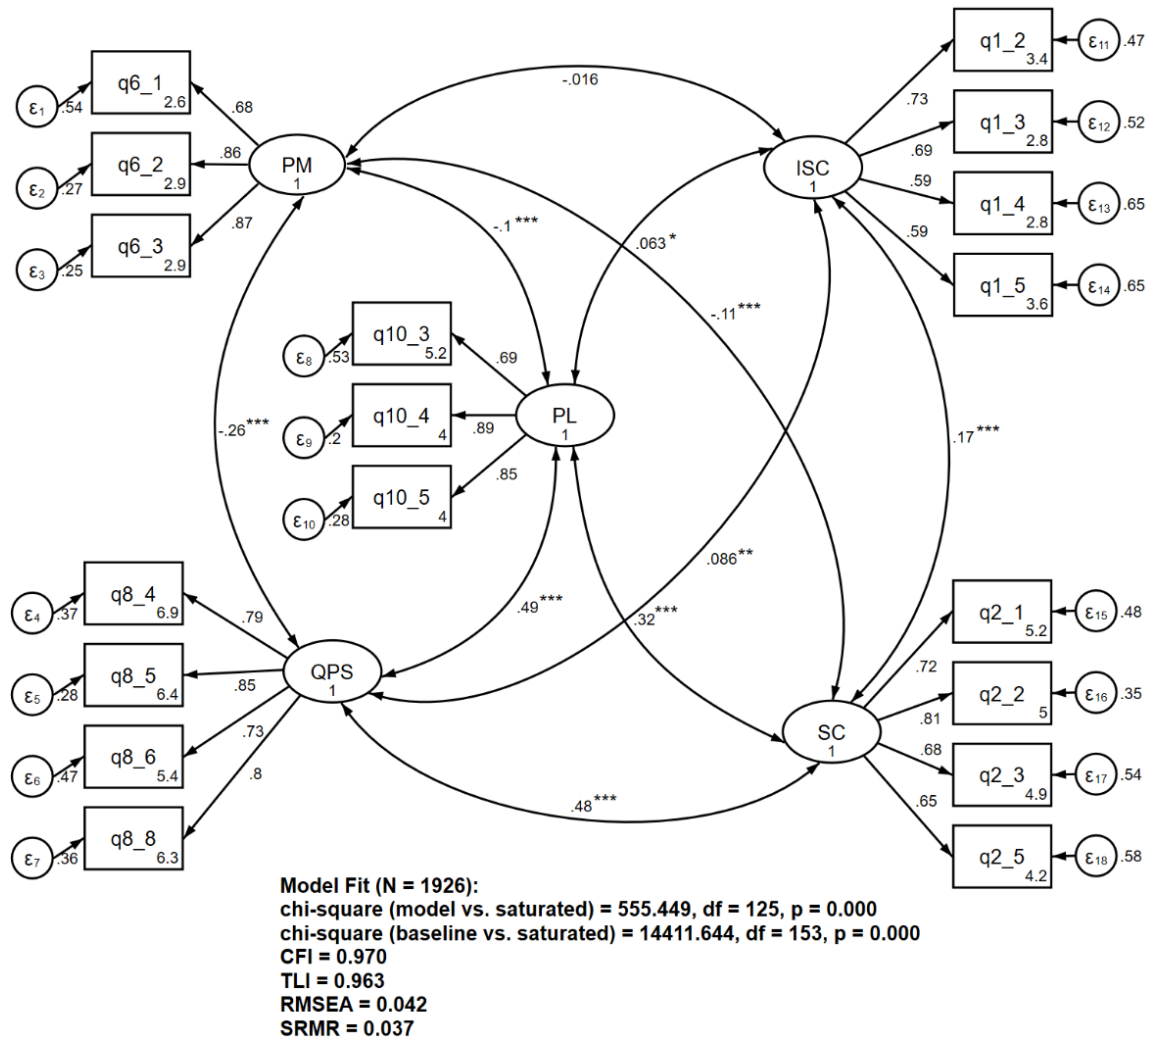 q1_2
3.4
ε11
.47
-.016
q6_1
2.6
ε1
.54
.68
.73
q1_3
2.8
ε12
.52
.69
q6_2
2.9
ε2
.27
.86
PM
1
ISC
1
.59
q1_4
2.8
ε13
.65
q6_3
2.9
ε3
.25
.87
-.1***
.063*
.59
q1_5
3.6
ε14
.65
-.11***
q10_3
5.2
ε8
.53
.69
q10_4
4
ε9
.2
.89
PL
1
-.26***
.17***
q10_5
4
ε10
.28
.85
.086**
q8_4
6.9
ε4
.37
.79
.49***
.32***
q2_1
5.2
ε15
.48
.72
q8_5
6.4
ε5
.28
.85
QPS
1
q2_2
5
ε16
.35
.81
SC
1
q8_6
5.4
ε6
.47
.73
.68
q2_3
4.9
ε17
.54
.8
.48***
.65
q8_8
6.3
ε7
.36
q2_5
4.2
ε18
.58
Model Fit (N = 1926):
chi-square (model vs. saturated) = 555.449, df = 125, p = 0.000
chi-square (baseline vs. saturated) = 14411.644, df = 153, p = 0.000
CFI = 0.970
TLI = 0.963
RMSEA = 0.042
SRMR = 0.037